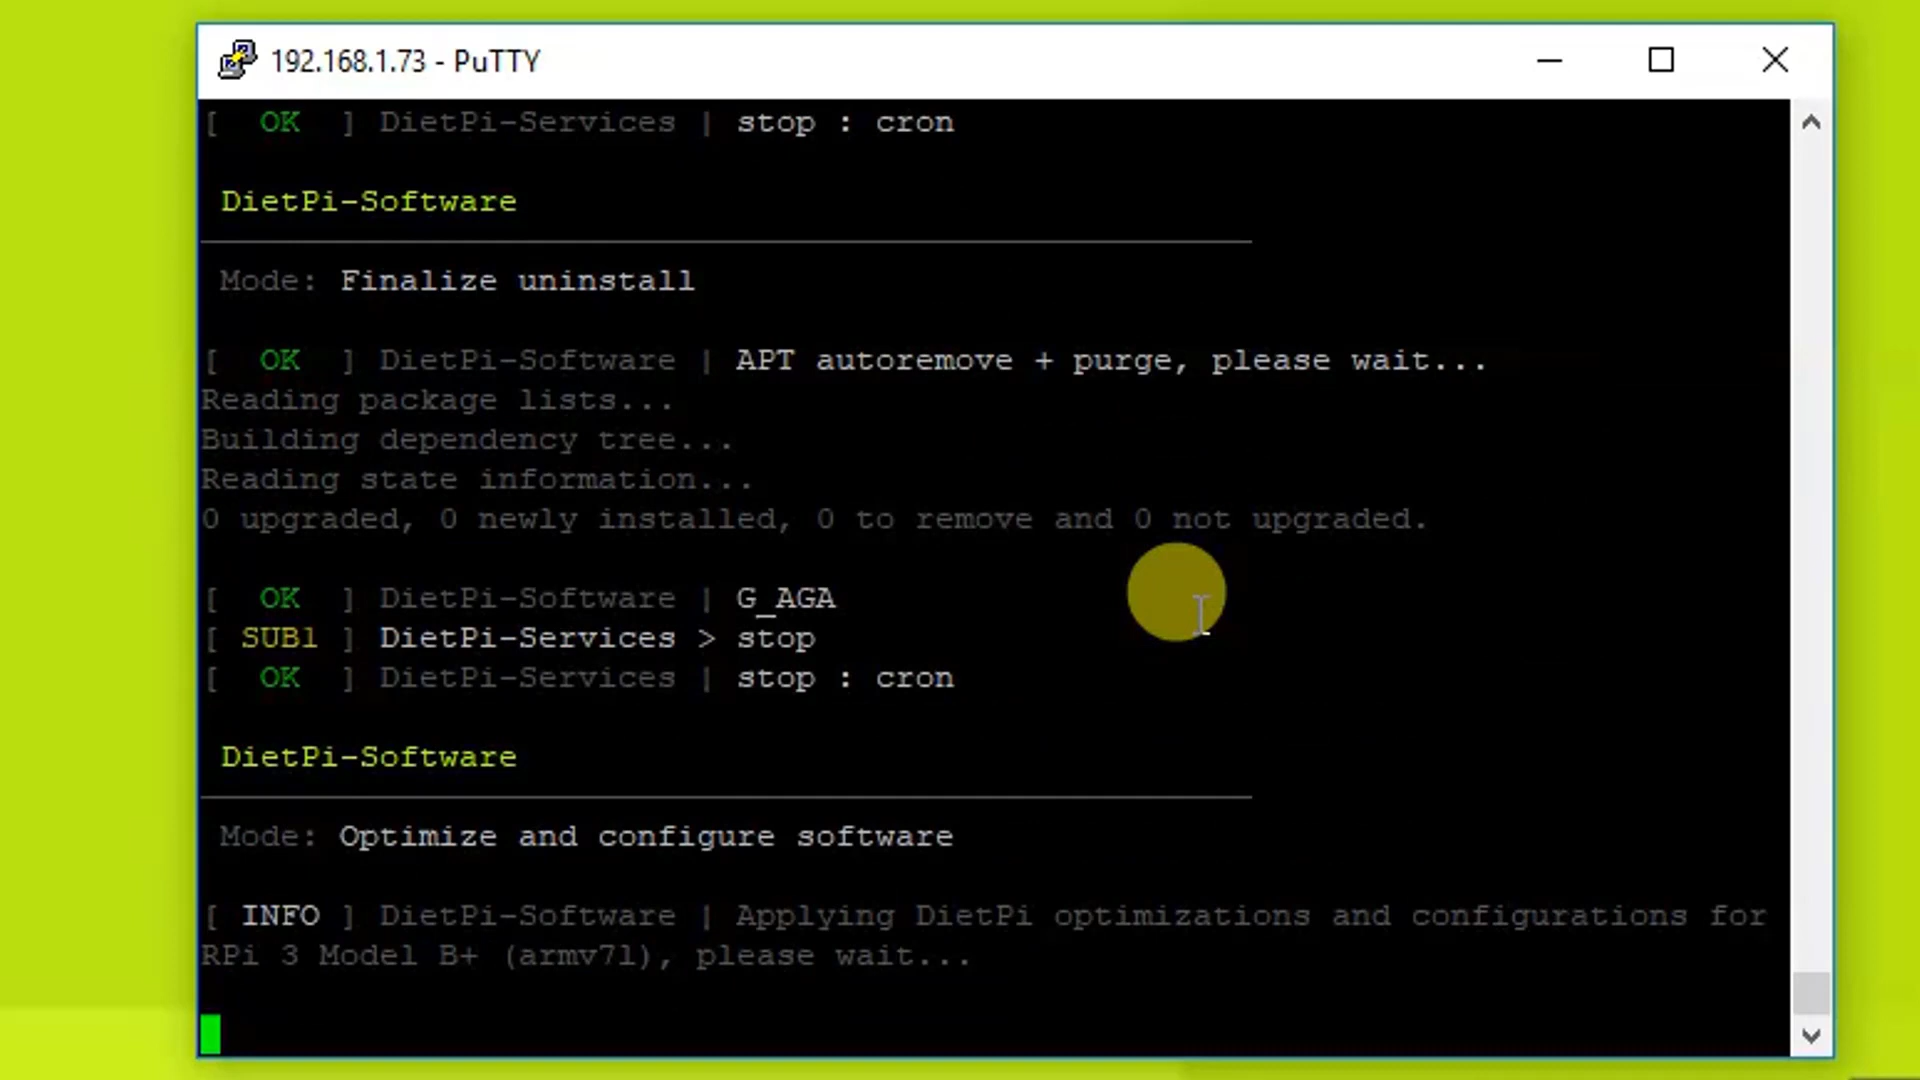 192.168.1.73 - PuTTY
[  OK  ] DietPi-Services | stop : cron
DietPi-Software
Mode: Finalize uninstall
[  OK  ] DietPi-Software | APT autoremove + purge, please wait...
Reading package lists...
Building dependency tree...
Reading state information...
0 upgraded, 0 newly installed, 0 to remove and 0 not upgraded.
[  OK  ] DietPi-Software | G_AGA
[ SUB1 ] DietPi-Services > stop
[  OK  ] DietPi-Services | stop : cron
DietPi-Software
Mode: Optimize and configure software
[ INFO ] DietPi-Software | Applying DietPi optimizations and configurations for
RPi 3 Model B+ (armv7l), please wait...